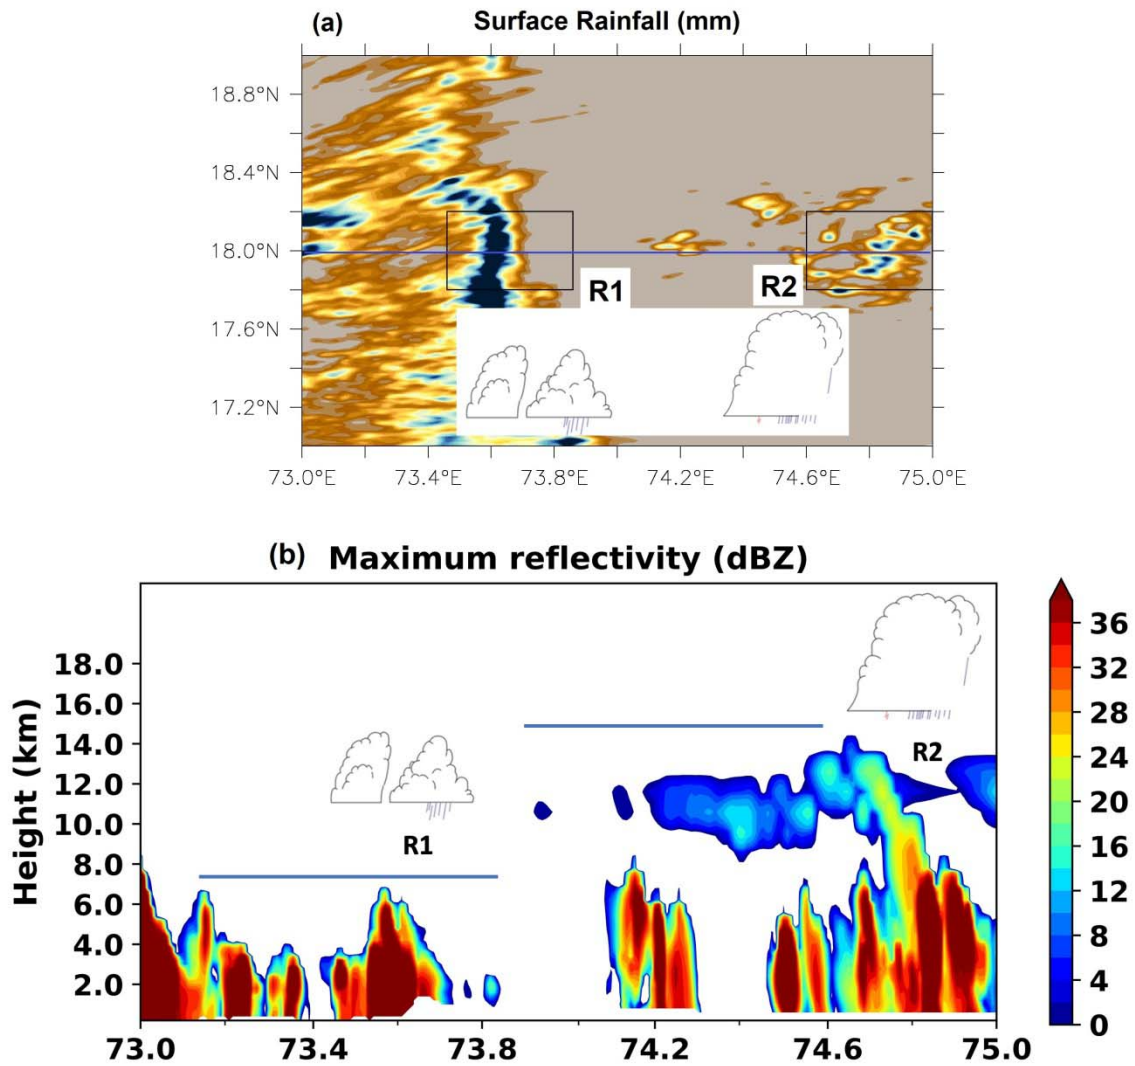 (a) Surface Rainfall (mm)
18.8°N
18.4°N
18.0°N
17.6°N
17.2°N
R1
R2
73.0°E 73.4°E 73.8°E 74.2°E 74.6°E 75.0°E
(b) Maximum reflectivity (dBZ)
Height (km)
18.0
16.0
14.0
12.0
10.0
8.0
6.0
4.0
2.0
R1
R2
73.0 73.4 73.8 74.2 74.6 75.0
36
32
28
24
20
16
12
8
4
0